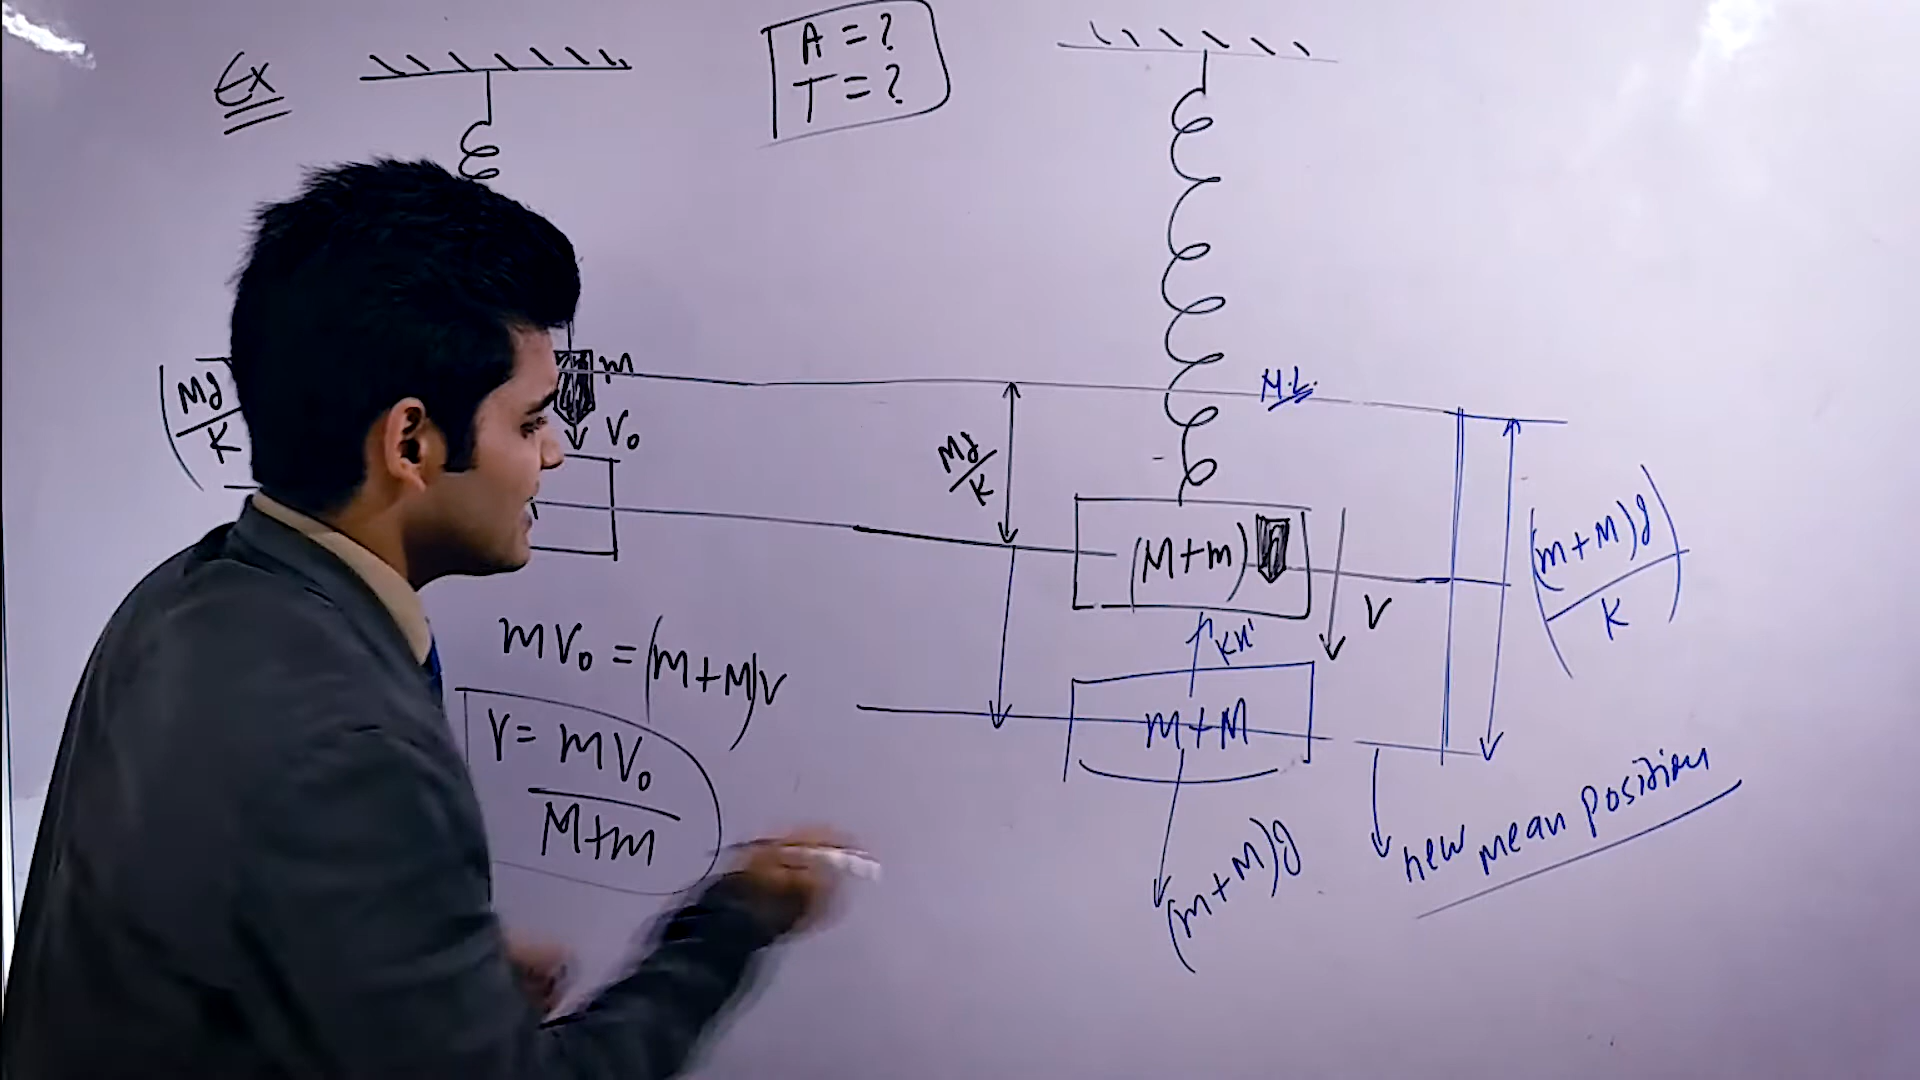 Ex
A = ?
T = ?
(Mg/K
m
V₀
Mg/K
N.L.
(M+m)
V
((m+M)g/K)
Kx'
m+M
(m+M)g
new mean position
mV₀ = (m+M)V
V = mV₀/M+m